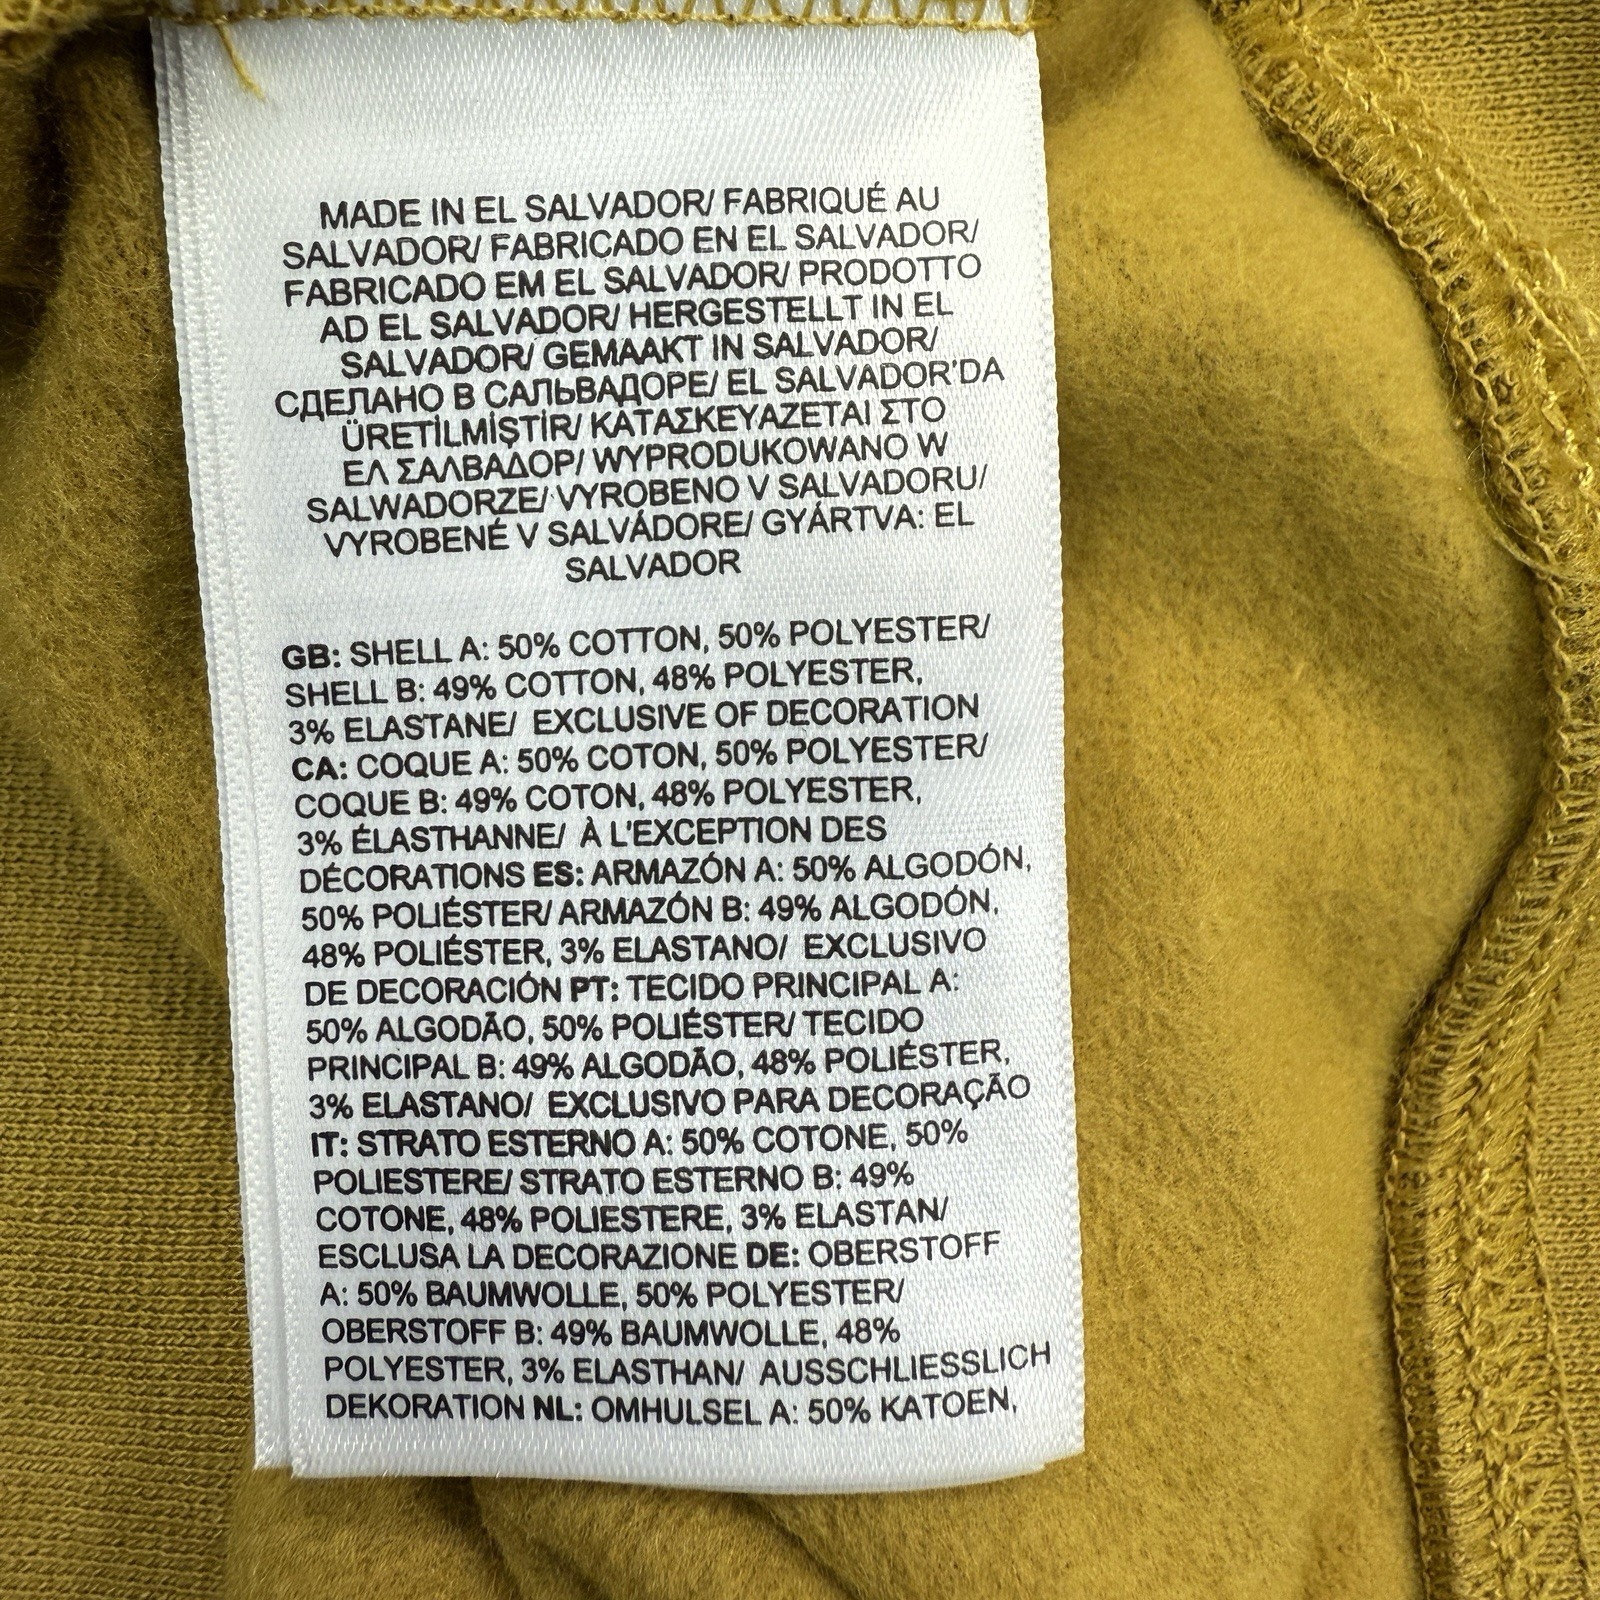 MADE IN EL SALVADOR/ FABRIQUÉ AU
SALVADOR/ FABRICADO EN EL SALVADOR/
FABRICADO EM EL SALVADOR/ PRODOTTO
AD EL SALVADOR/ HERGESTELLT IN EL
SALVADOR/ GEMAAKT IN SALVADOR/
СДЕЛАНО В САЛЬВАДОРЕ/ EL SALVADOR'DA
ÜRETİLMİŞTİR/ ΚΑΤΑΣΚΕΥΑΖΕΤΑΙ ΣΤΟ
ΕΛ ΣΑΛΒΑΔΟΡ/ WYPRODUKOWANO W
SALWADORZE/ VYROBENO V SALVADORU/
VYROBENÉ V SALVÁDORE/ GYÁRTVA: EL
SALVADOR
GB: SHELL A: 50% COTTON, 50% POLYESTER/
SHELL B: 49% COTTON, 48% POLYESTER,
3% ELASTANE/ EXCLUSIVE OF DECORATION
CA: COQUE A: 50% COTON, 50% POLYESTER/
COQUE B: 49% COTON, 48% POLYESTER,
3% ÉLASTHANNE/ À L'EXCEPTION DES
DÉCORATIONS ES: ARMAZÓN A: 50% ALGODÓN,
50% POLIÉSTER/ ARMAZÓN B: 49% ALGODÓN,
48% POLIÉSTER, 3% ELASTANO/ EXCLUSIVO
DE DECORACIÓN PT: TECIDO PRINCIPAL A:
50% ALGODÃO, 50% POLIÉSTER/ TECIDO
PRINCIPAL B: 49% ALGODÃO, 48% POLIÉSTER,
3% ELASTANO/ EXCLUSIVO PARA DECORAÇÃO
IT: STRATO ESTERNO A: 50% COTONE, 50%
POLIESTERE/ STRATO ESTERNO B: 49%
COTONE, 48% POLIESTERE, 3% ELASTAN/
ESCLUSA LA DECORAZIONE DE: OBERSTOFF
A: 50% BAUMWOLLE, 50% POLYESTER/
OBERSTOFF B: 49% BAUMWOLLE, 48%
POLYESTER, 3% ELASTHAN/ AUSSCHLIESSLICH
DEKORATION NL: OMHULSEL A: 50% KATOEN,